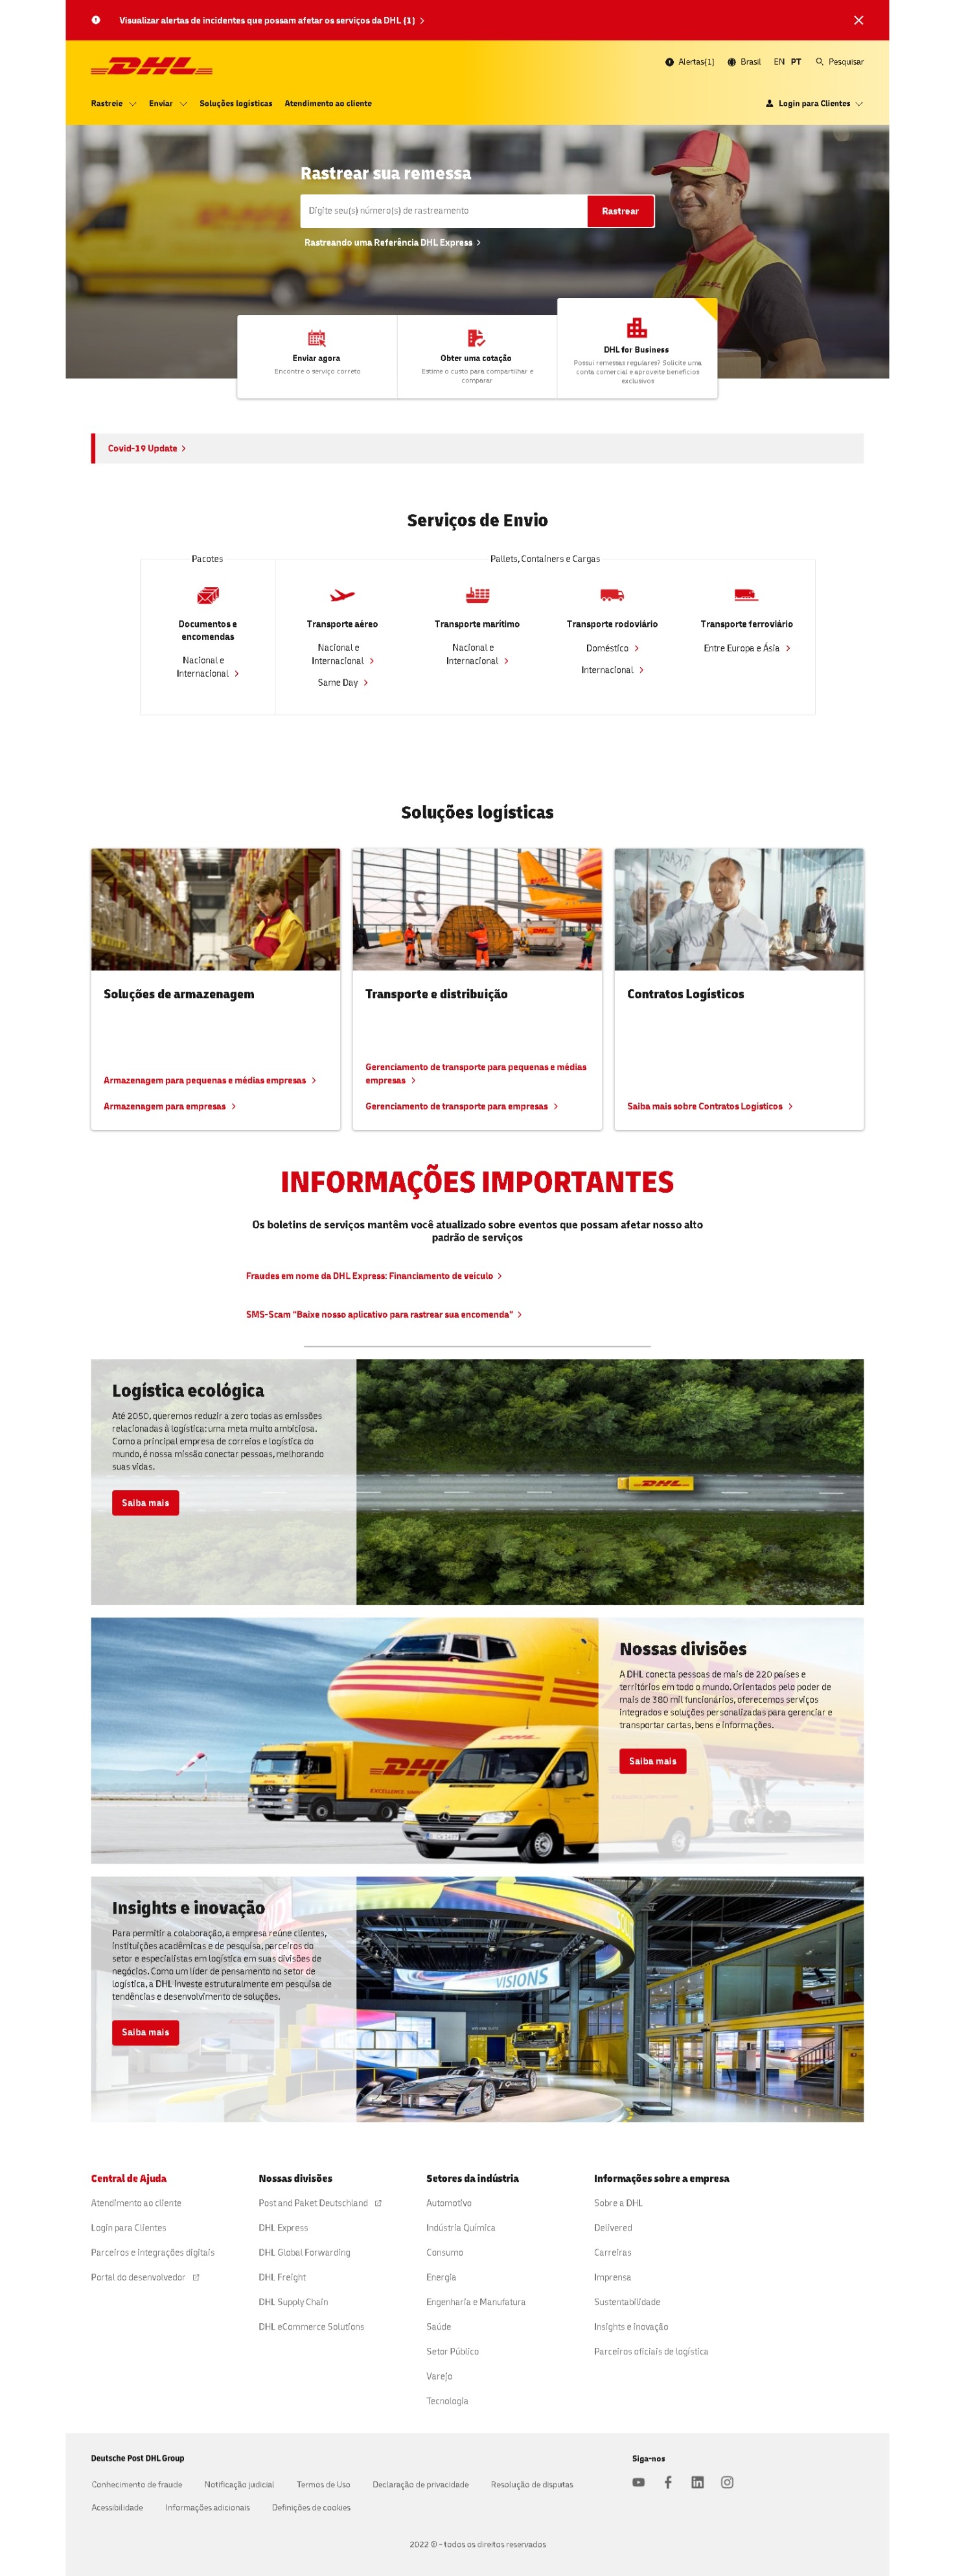 Visualizar alertas de incidentes que possam afetar os serviços da DHL (1)
DHL
Alertas(1)
Brasil
EN PT
Pesquisar
Rastreie
Enviar
Soluções logísticas
Atendimento ao cliente
Login para Clientes
Rastrear sua remessa
Digite seu(s) número(s) de rastreamento
Rastrear
Rastreando uma Referência DHL Express
Enviar agora
Encontre o serviço correto
Obter uma cotação
Estime o custo para compartilhar e
comparar
DHL for Business
Possui remessas regulares? Solicite uma
conta comercial e aproveite benefícios
exclusivos
Covid-19 Update
Serviços de Envio
Pacotes
Pallets, Containers e Cargas
Documentos e
encomendas
Nacional e
Internacional
Transporte aéreo
Nacional e
Internacional
Same Day
Transporte marítimo
Nacional e
Internacional
Transporte rodoviário
Doméstico
Internacional
Transporte ferroviário
Entre Europa e Ásia
Soluções logísticas
Soluções de armazenagem
Armazenagem para pequenas e médias empresas
Armazenagem para empresas
Transporte e distribuição
Gerenciamento de transporte para pequenas e médias
empresas
Gerenciamento de transporte para empresas
Contratos Logísticos
Saiba mais sobre Contratos Logísticos
INFORMAÇÕES IMPORTANTES
Os boletins de serviços mantêm você atualizado sobre eventos que possam afetar nosso alto
padrão de serviços
Fraudes em nome da DHL Express: Financiamento de veículo
SMS-Scam "Baixe nosso aplicativo para rastrear sua encomenda"
Logística ecológica
Até 2050, queremos reduzir a zero todas as emissões
relacionadas à logística: uma meta muito ambiciosa.
Como a principal empresa de correios e logística do
mundo, é nossa missão conectar pessoas, melhorando
suas vidas.
Saiba mais
DHL
Nossas divisões
A DHL conecta pessoas de mais de 220 países e
territórios em todo o mundo. Orientados pelo poder de
mais de 380 mil funcionários, oferecemos serviços
integrados e soluções personalizadas para gerenciar e
transportar cartas, bens e informações.
Saiba mais
DHL
Insights e inovação
Para permitir a colaboração, a empresa reúne clientes,
instituições acadêmicas e de pesquisa, parceiros do
setor e especialistas em logística em suas divisões de
negócios. Como um líder de pensamento no setor de
logística, a DHL investe estruturalmente em pesquisa de
tendências e desenvolvimento de soluções.
Saiba mais
VISIONS
Central de Ajuda
Atendimento ao cliente
Login para Clientes
Parceiros e integrações digitais
Portal do desenvolvedor
Nossas divisões
Post and Paket Deutschland
DHL Express
DHL Global Forwarding
DHL Freight
DHL Supply Chain
DHL eCommerce Solutions
Setores da indústria
Automotivo
Indústria Química
Consumo
Energia
Engenharia e Manufatura
Saúde
Setor Público
Varejo
Tecnologia
Informações sobre a empresa
Sobre a DHL
Delivered
Carreiras
Imprensa
Sustentabilidade
Insights e inovação
Parceiros oficiais de logística
Deutsche Post DHL Group
Conhecimento de fraude
Notificação judicial
Termos de Uso
Declaração de privacidade
Resolução de disputas
Acessibilidade
Informações adicionais
Definições de cookies
Siga-nos
2022 © - todos os direitos reservados